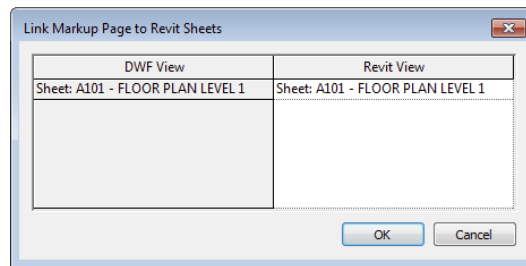 Link Markup Page to Revit Sheets
DWF View Revit View
Sheet: A101 - FLOOR PLAN LEVEL 1 Sheet: A101 - FLOOR PLAN LEVEL 1
OK Cancel